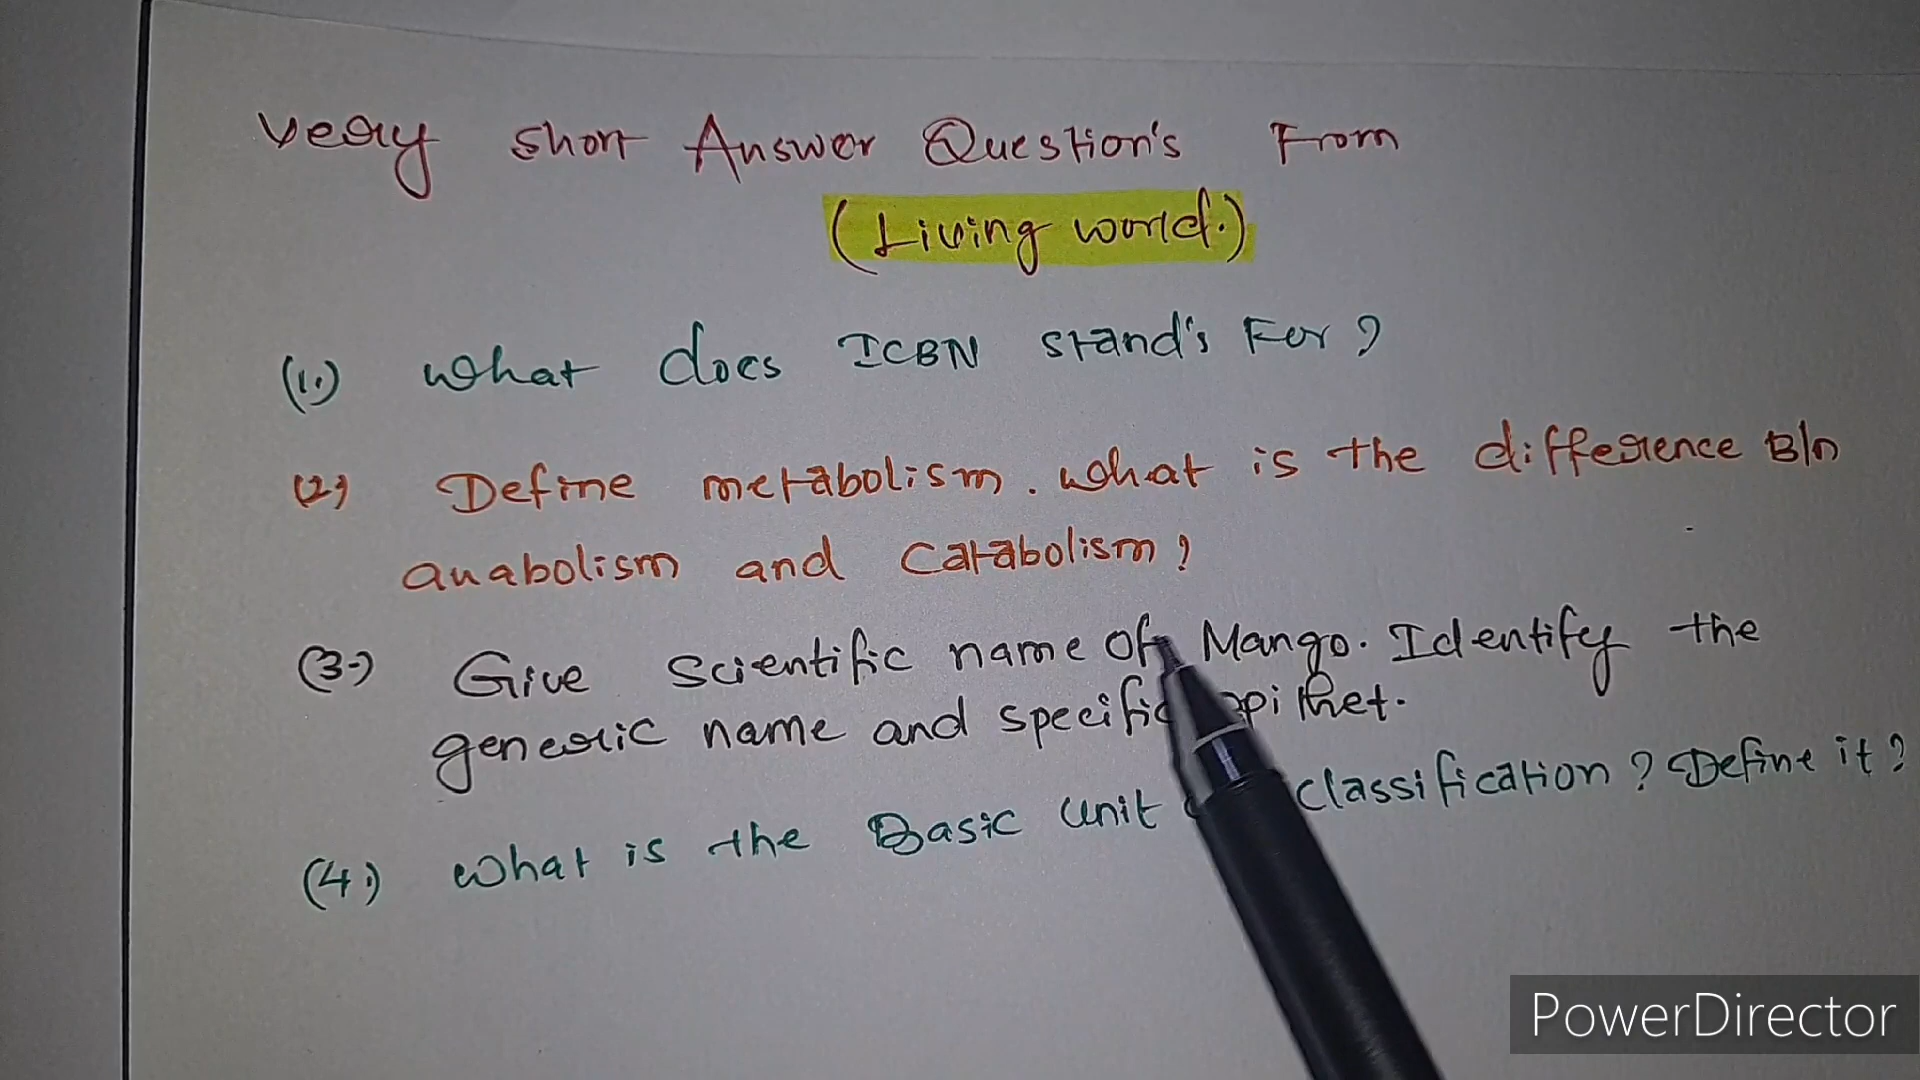 Very Short Answer Question's From
(Living world.)
(1.) What does ICBN stand's For?
(2) Define metabolism. What is the difference B/n
anabolism and Catabolism?
(3.) Give Scientific name of Mango. Identify the
generic name and specific epithet.
(4.) What is the Basic unit classification? Define it?
PowerDirector